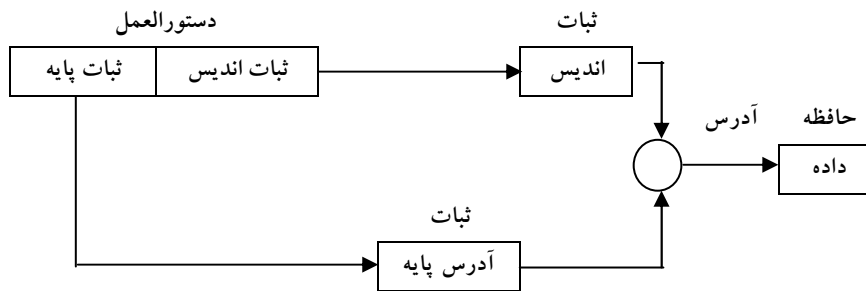 دستورالعمل
ثبات
ثبات پایه
ثبات اندیس
اندیس
آدرس
حافظه
داده
ثبات
آدرس پایه